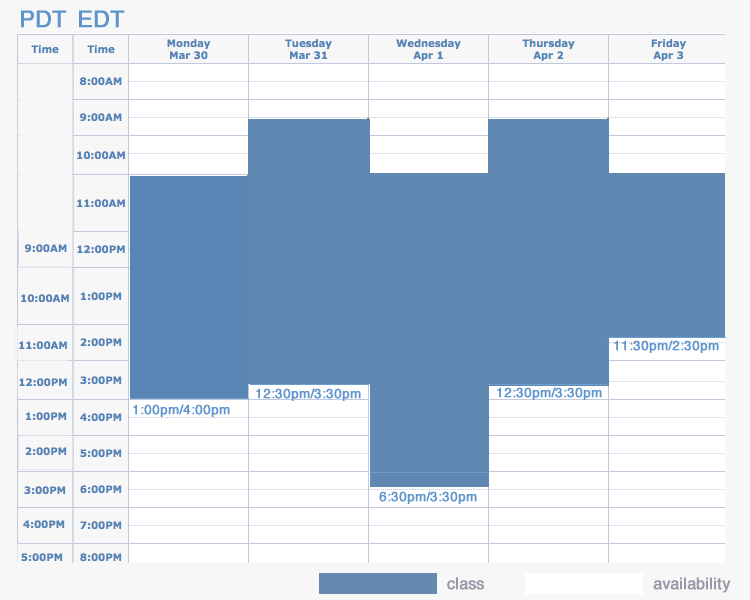 PDT EDT
Time Time Monday Tuesday Wednesday Thursday Friday
Mar 30 Mar 31 Apr 1 Apr 2 Apr 3
8:00AM
9:00AM
10:00AM
11:00AM
9:00AM 12:00PM
10:00AM 1:00PM
11:00AM 2:00PM 11:30pm/2:30pm
12:00PM 3:00PM
12:30pm/3:30pm 12:30pm/3:30pm
1:00PM 4:00PM 1:00pm/4:00pm
2:00PM 5:00PM
3:00PM 6:00PM 6:30pm/3:30pm
4:00PM 7:00PM
5:00PM 8:00PM
class availability